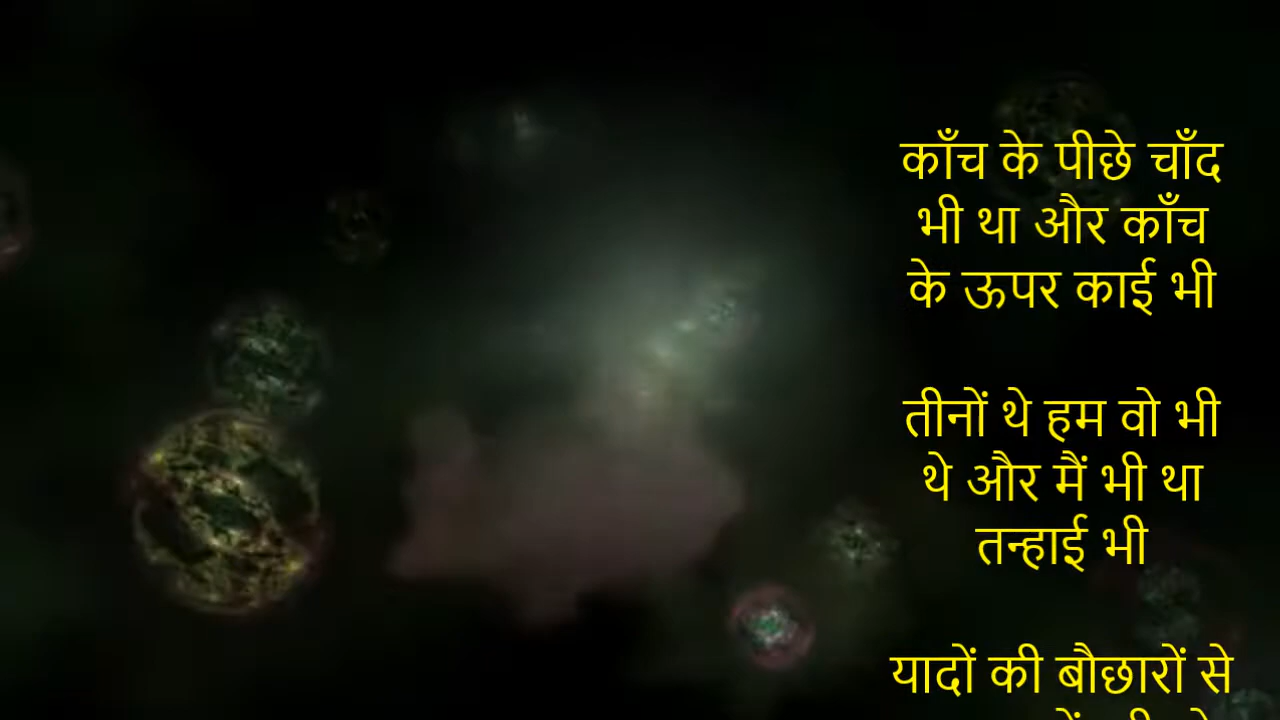 काँच के पीछे चाँद
भी था और काँच
के ऊपर काई भी
तीनों थे हम वो भी
थे और मैं भी था
तन्हाई भी
यादों की बौछारों से